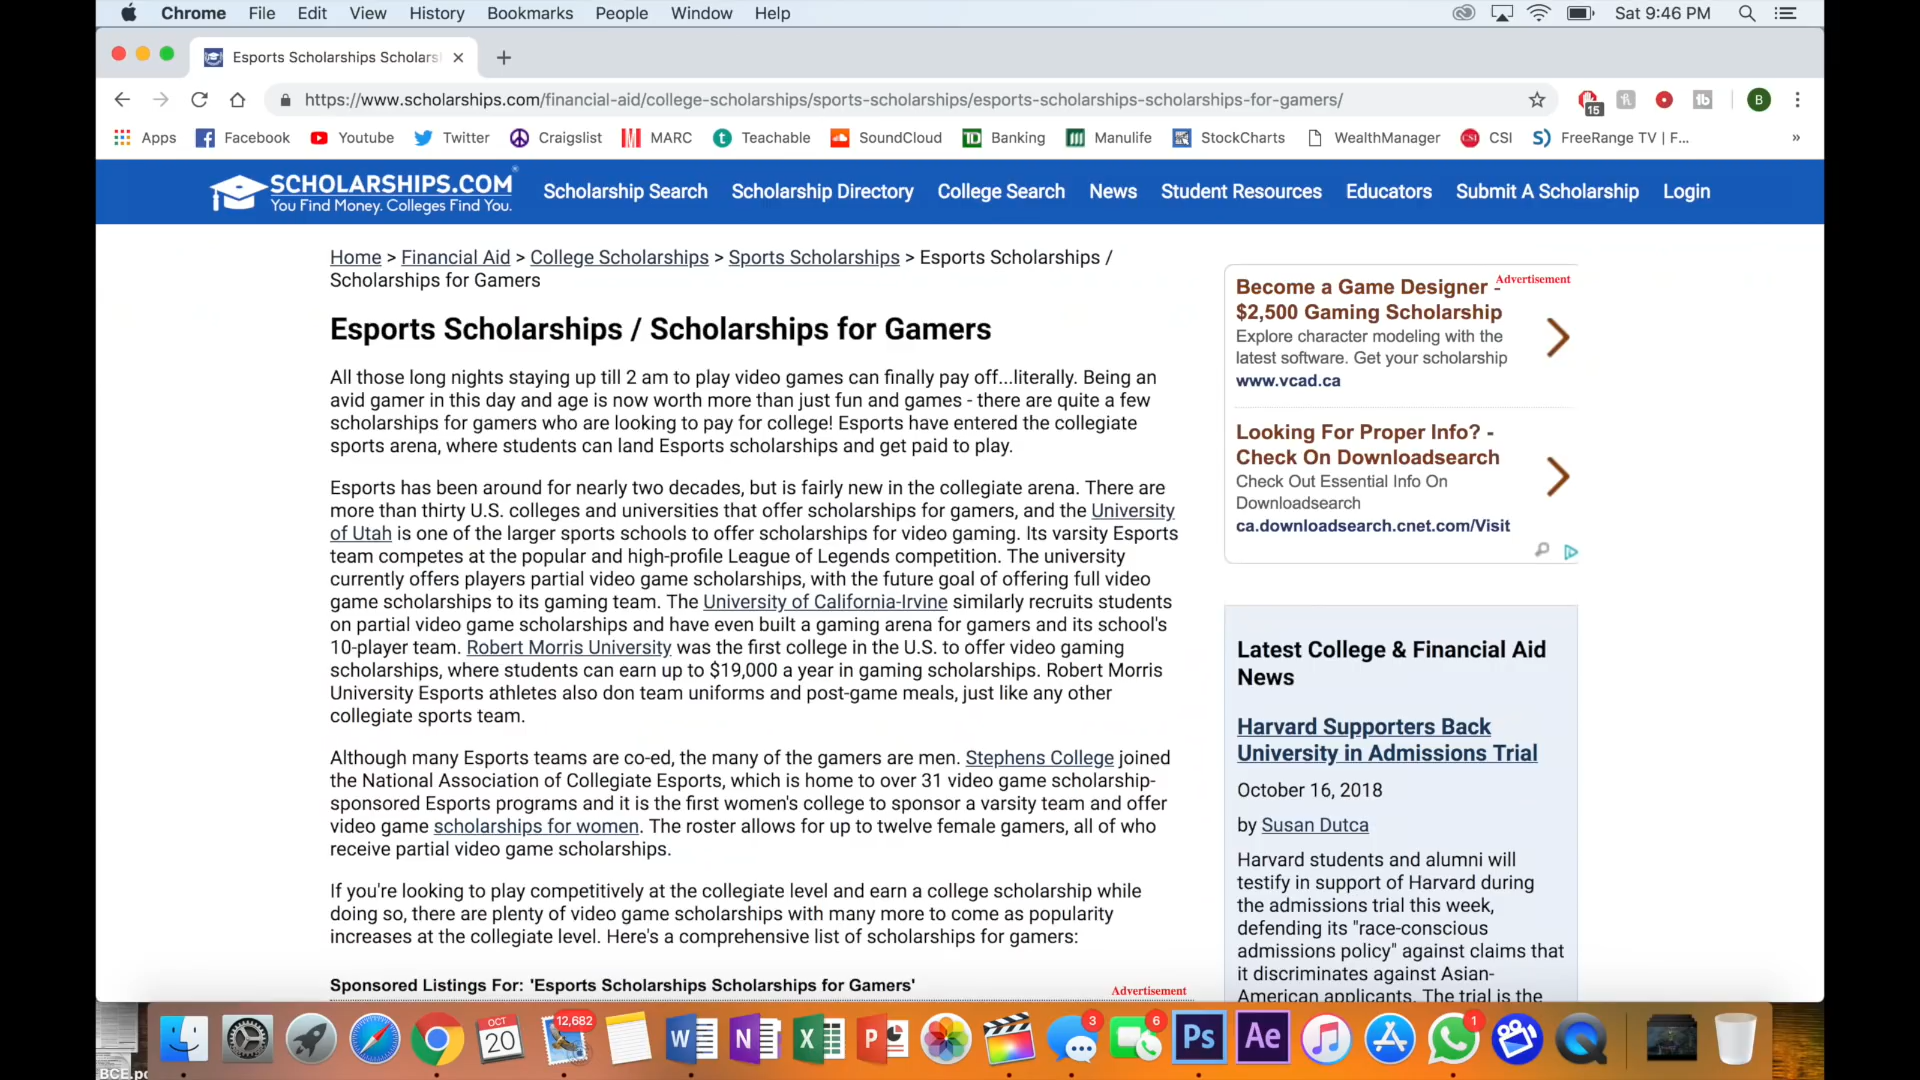 Chrome File Edit View History Bookmarks People Window Help Sat 9:46 PM
Esports Scholarships Scholars
https://www.scholarships.com/financial-aid/college-scholarships/sports-scholarships/esports-scholarships-scholarships-for-gamers/
15
B
Apps Facebook Youtube Twitter Craigslist MARC Teachable SoundCloud TD Banking Manulife StockCharts WealthManager CSI CSI FreeRange TV | F... »
SCHOLARSHIPS.COM
You Find Money. Colleges Find You.
Scholarship Search Scholarship Directory College Search News Student Resources Educators Submit A Scholarship Login
Home > Financial Aid > College Scholarships > Sports Scholarships > Esports Scholarships /
Scholarships for Gamers
Esports Scholarships / Scholarships for Gamers
All those long nights staying up till 2 am to play video games can finally pay off...literally. Being an
avid gamer in this day and age is now worth more than just fun and games - there are quite a few
scholarships for gamers who are looking to pay for college! Esports have entered the collegiate
sports arena, where students can land Esports scholarships and get paid to play.
Esports has been around for nearly two decades, but is fairly new in the collegiate arena. There are
more than thirty U.S. colleges and universities that offer scholarships for gamers, and the University
of Utah is one of the larger sports schools to offer scholarships for video gaming. Its varsity Esports
team competes at the popular and high-profile League of Legends competition. The university
currently offers players partial video game scholarships, with the future goal of offering full video
game scholarships to its gaming team. The University of California-Irvine similarly recruits students
on partial video game scholarships and have even built a gaming arena for gamers and its school's
10-player team. Robert Morris University was the first college in the U.S. to offer video gaming
scholarships, where students can earn up to $19,000 a year in gaming scholarships. Robert Morris
University Esports athletes also don team uniforms and post-game meals, just like any other
collegiate sports team.
Although many Esports teams are co-ed, the many of the gamers are men. Stephens College joined
the National Association of Collegiate Esports, which is home to over 31 video game scholarship-
sponsored Esports programs and it is the first women's college to sponsor a varsity team and offer
video game scholarships for women. The roster allows for up to twelve female gamers, all of who
receive partial video game scholarships.
If you're looking to play competitively at the collegiate level and earn a college scholarship while
doing so, there are plenty of video game scholarships with many more to come as popularity
increases at the collegiate level. Here's a comprehensive list of scholarships for gamers:
Sponsored Listings For: 'Esports Scholarships Scholarships for Gamers'
Advertisement
Advertisement
Become a Game Designer -
$2,500 Gaming Scholarship
Explore character modeling with the
latest software. Get your scholarship
www.vcad.ca
Looking For Proper Info? -
Check On Downloadsearch
Check Out Essential Info On
Downloadsearch
ca.downloadsearch.cnet.com/Visit
Latest College & Financial Aid
News
Harvard Supporters Back
University in Admissions Trial
October 16, 2018
by Susan Dutca
Harvard students and alumni will
testify in support of Harvard during
the admissions trial this week,
defending its "race-conscious
admissions policy" against claims that
it discriminates against Asian-
American applicants. The trial is the
OCT
20
12,682
W N X P 3 6 Ps Ae 1